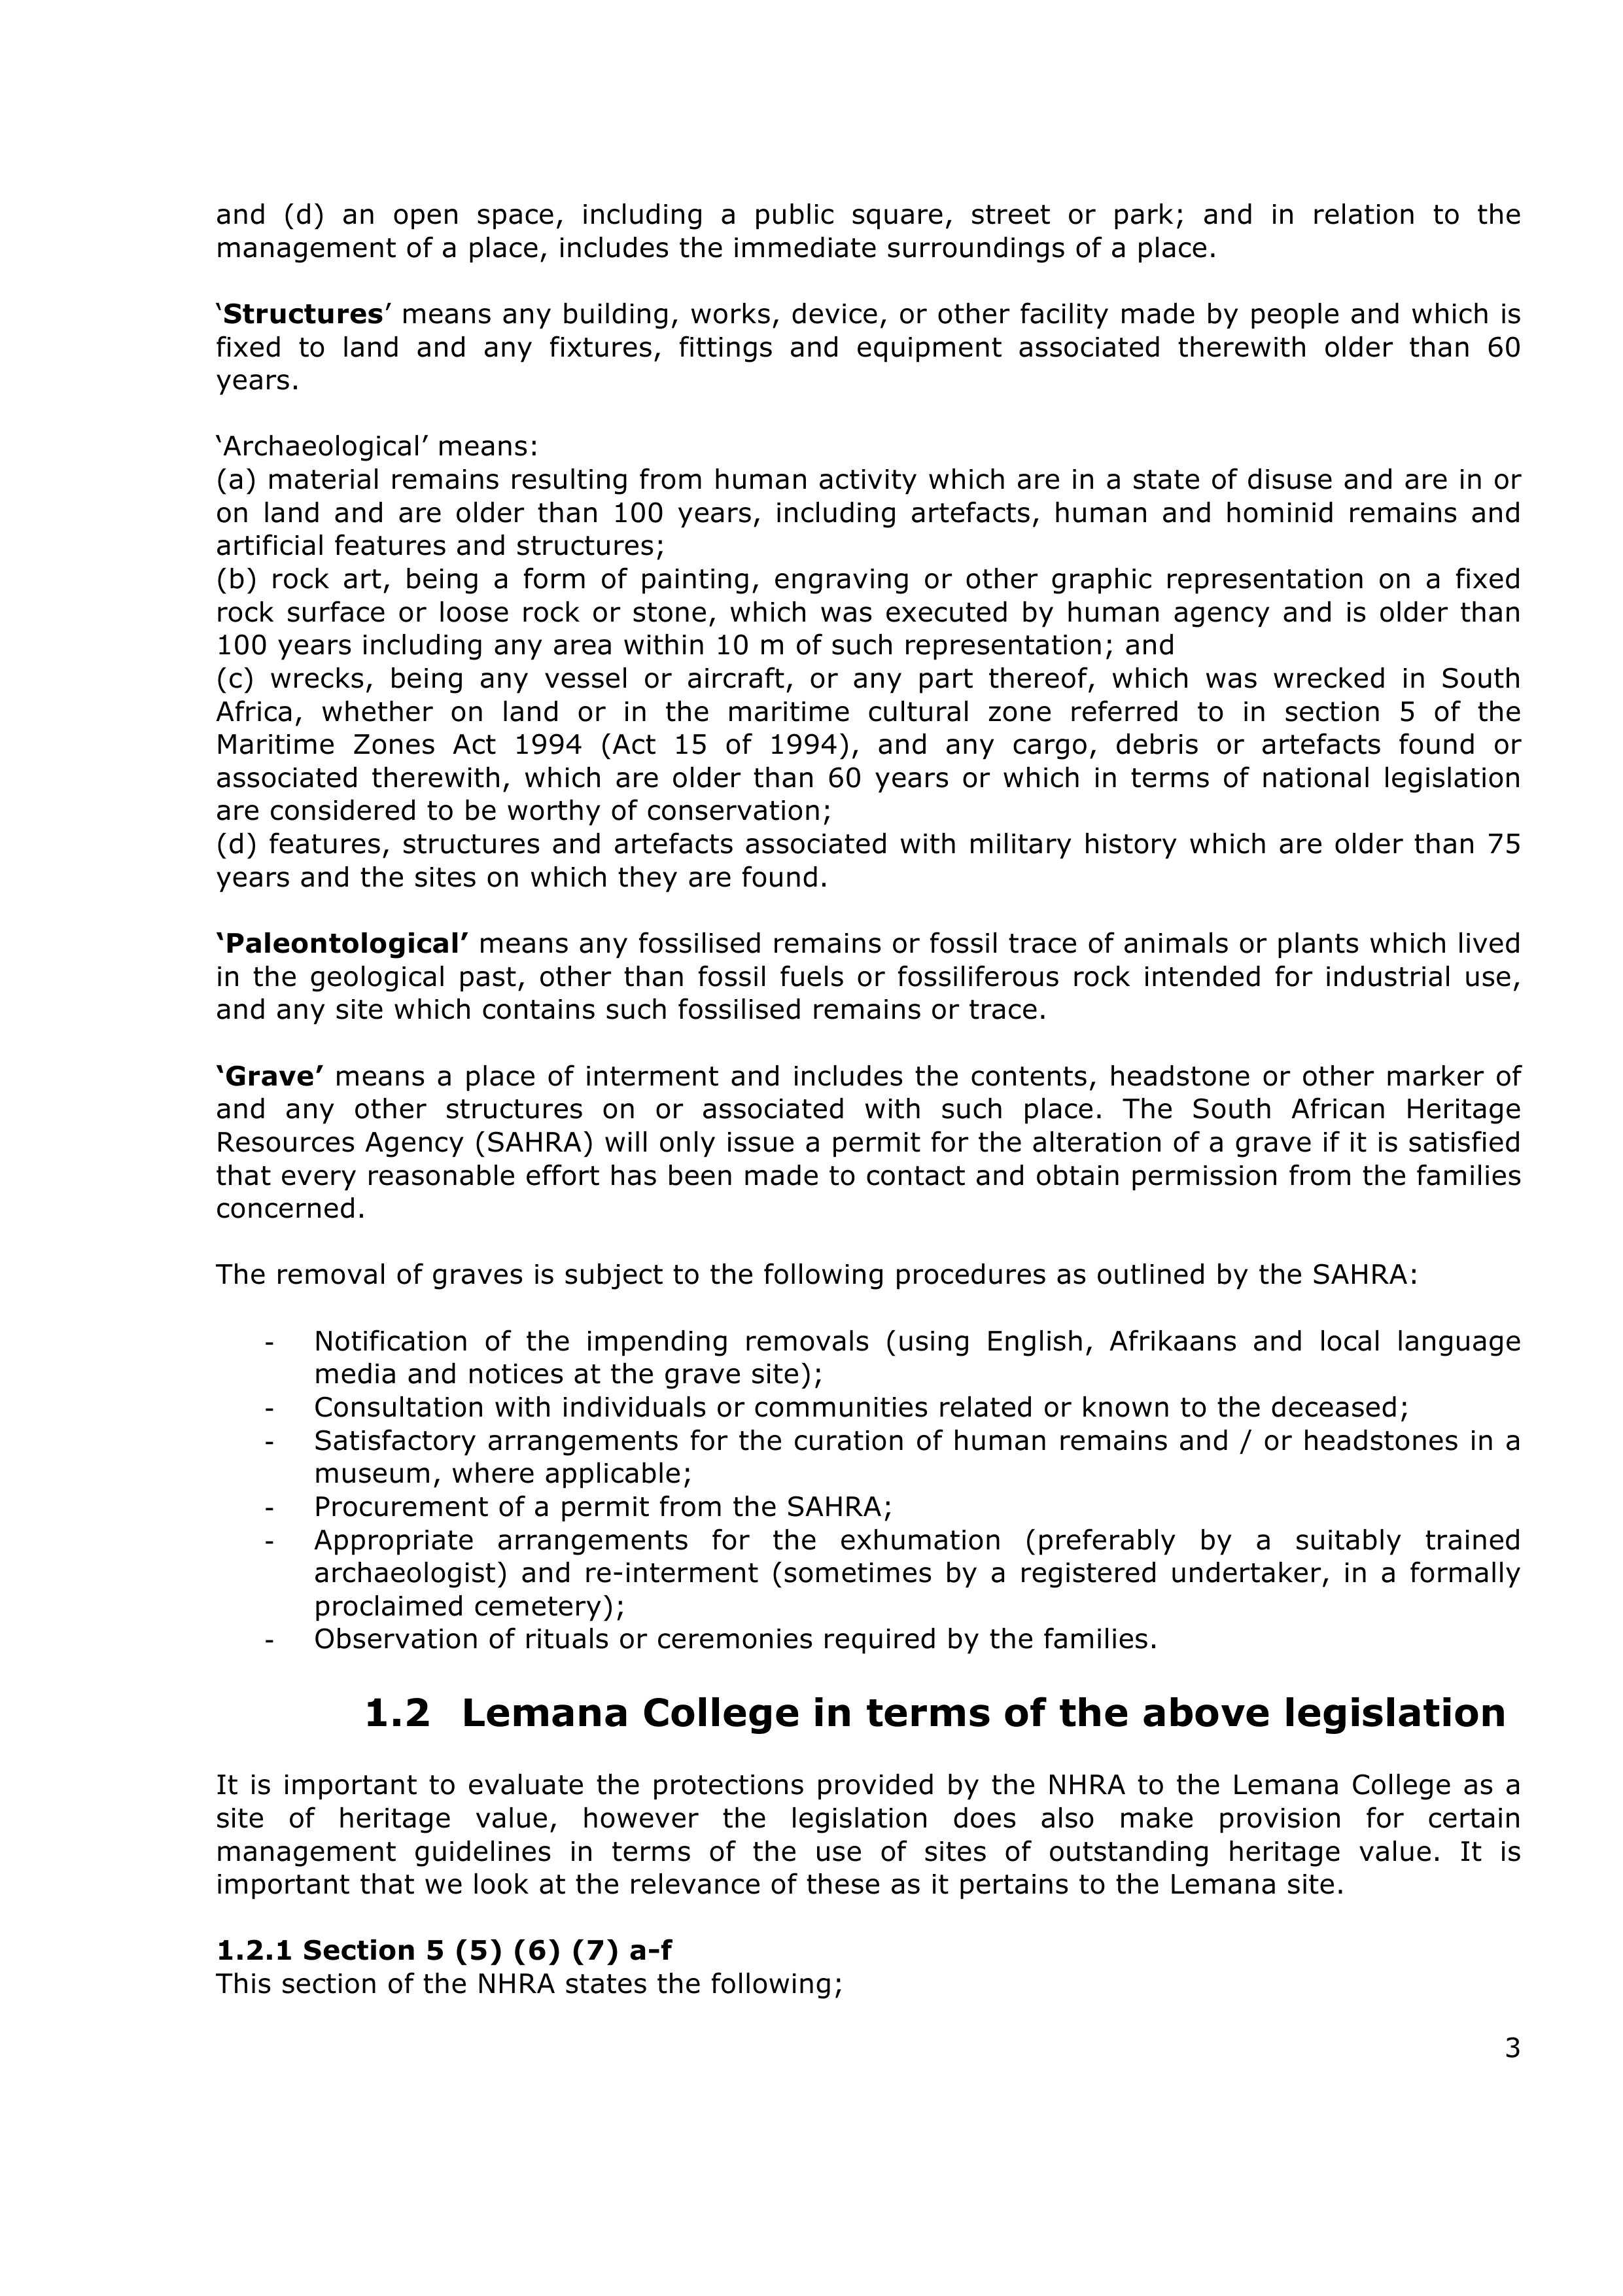 and (d) an open space, including a public square, street or park; and in relation to the
management of a place, includes the immediate surroundings of a place.
‘Structures’ means any building, works, device, or other facility made by people and which is
fixed to land and any fixtures, fittings and equipment associated therewith older than 60
years.
‘Archaeological’ means:
(a) material remains resulting from human activity which are in a state of disuse and are in or
on land and are older than 100 years, including artefacts, human and hominid remains and
artificial features and structures;
(b) rock art, being a form of painting, engraving or other graphic representation on a fixed
rock surface or loose rock or stone, which was executed by human agency and is older than
100 years including any area within 10 m of such representation; and
(c) wrecks, being any vessel or aircraft, or any part thereof, which was wrecked in South
Africa, whether on land or in the maritime cultural zone referred to in section 5 of the
Maritime Zones Act 1994 (Act 15 of 1994), and any cargo, debris or artefacts found or
associated therewith, which are older than 60 years or which in terms of national legislation
are considered to be worthy of conservation;
(d) features, structures and artefacts associated with military history which are older than 75
years and the sites on which they are found.
‘Paleontological’ means any fossilised remains or fossil trace of animals or plants which lived
in the geological past, other than fossil fuels or fossiliferous rock intended for industrial use,
and any site which contains such fossilised remains or trace.
‘Grave’ means a place of interment and includes the contents, headstone or other marker of
and any other structures on or associated with such place. The South African Heritage
Resources Agency (SAHRA) will only issue a permit for the alteration of a grave if it is satisfied
that every reasonable effort has been made to contact and obtain permission from the families
concerned.
The removal of graves is subject to the following procedures as outlined by the SAHRA:
- Notification of the impending removals (using English, Afrikaans and local language
media and notices at the grave site);
- Consultation with individuals or communities related or known to the deceased;
- Satisfactory arrangements for the curation of human remains and / or headstones in a
museum, where applicable;
- Procurement of a permit from the SAHRA;
- Appropriate arrangements for the exhumation (preferably by a suitably trained
archaeologist) and re-interment (sometimes by a registered undertaker, in a formally
proclaimed cemetery);
- Observation of rituals or ceremonies required by the families.
1.2 Lemana College in terms of the above legislation
It is important to evaluate the protections provided by the NHRA to the Lemana College as a
site of heritage value, however the legislation does also make provision for certain
management guidelines in terms of the use of sites of outstanding heritage value. It is
important that we look at the relevance of these as it pertains to the Lemana site.
1.2.1 Section 5 (5) (6) (7) a-f
This section of the NHRA states the following;
3